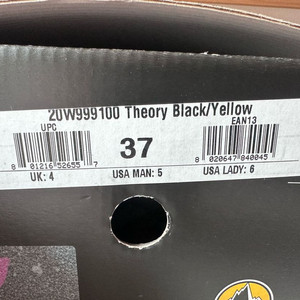 20W999100 Theory Black/Yellow
UPC
EAN13
37
8 01216 52655 7
8 020647 840045
UK: 4
USA MAN: 5
USA LADY: 6